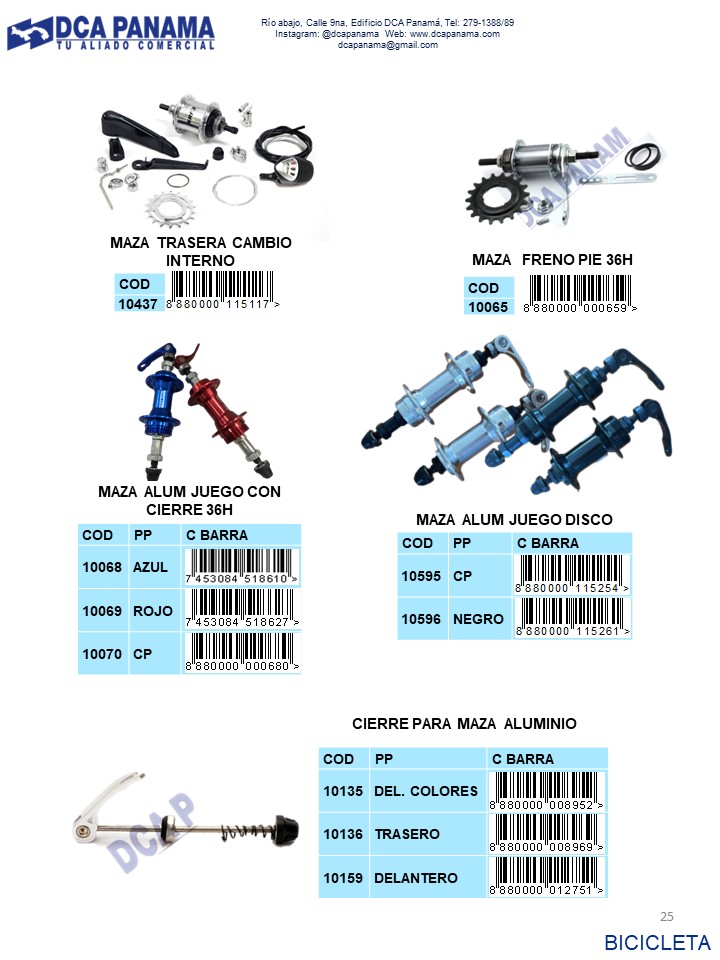 DCA PANAMA
TU ALIADO COMERCIAL
Río abajo, Calle 9na, Edificio DCA Panamá, Tel: 279-1388/89
Instagram: @dcapanama Web: www.dcapanama.com
dcapanama@gmail.com
MAZA TRASERA CAMBIO
INTERNO
COD
10437
8 880000 115117 >
DCA PANAM
MAZA FRENO PIE 36H
COD
10065
8 880000 000659 >
MAZA ALUM JUEGO CON
CIERRE 36H
COD PP C BARRA
10068 AZUL 7 453084 518610 >
10069 ROJO 7 453084 518627 >
10070 CP 8 880000 000680 >
MAZA ALUM JUEGO DISCO
COD PP C BARRA
10595 CP 8 880000 115254 >
10596 NEGRO 8 880000 115261 >
CIERRE PARA MAZA ALUMINIO
DCA P
COD PP C BARRA
10135 DEL. COLORES 8 880000 008952 >
10136 TRASERO 8 880000 008969 >
10159 DELANTERO 8 880000 012751 >
25
BICICLETA